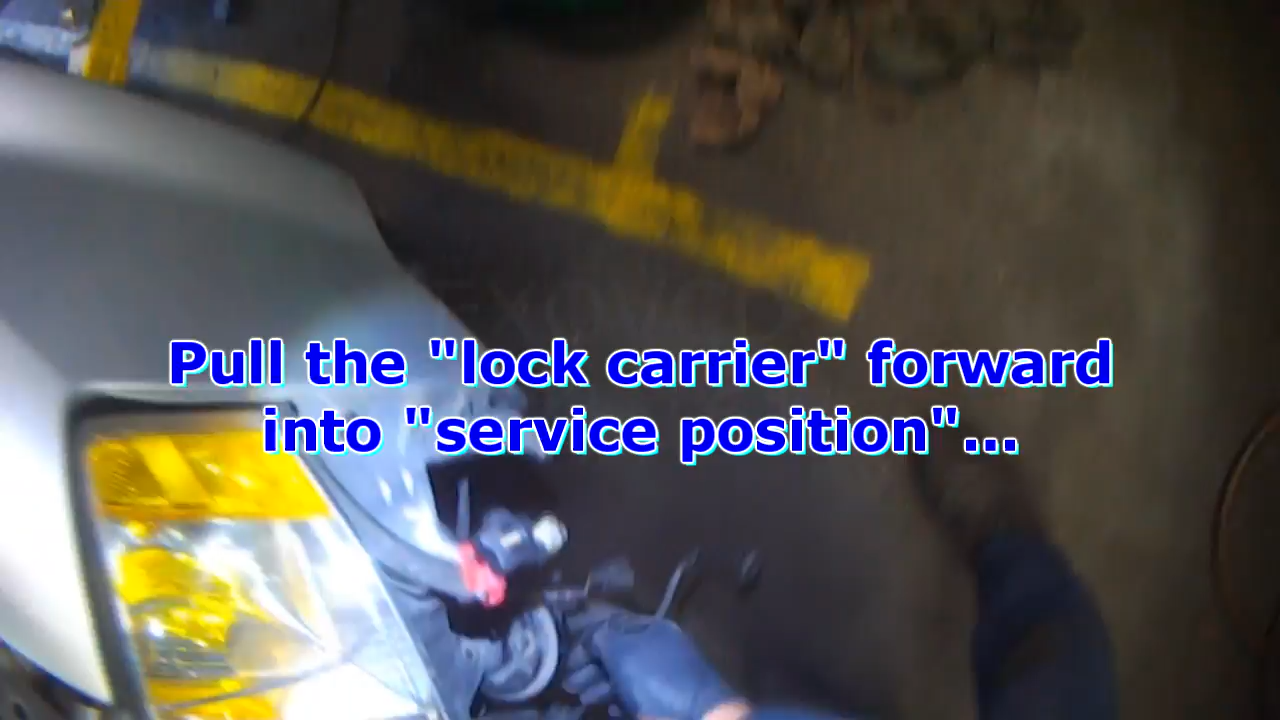 Pull the "lock carrier" forward
into "service position"...